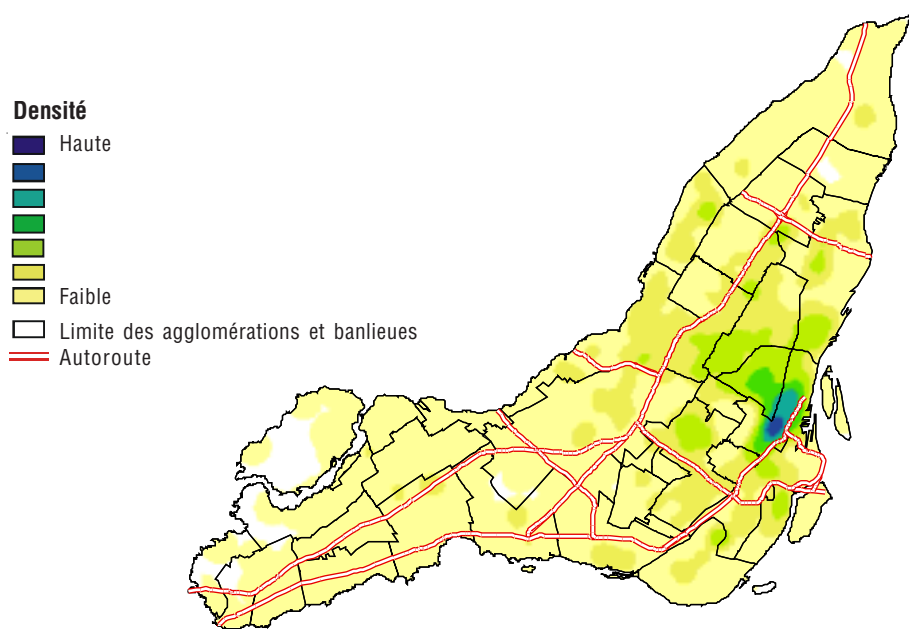 Densité
Haute
Faible
Limite des agglomérations et banlieues
Autoroute